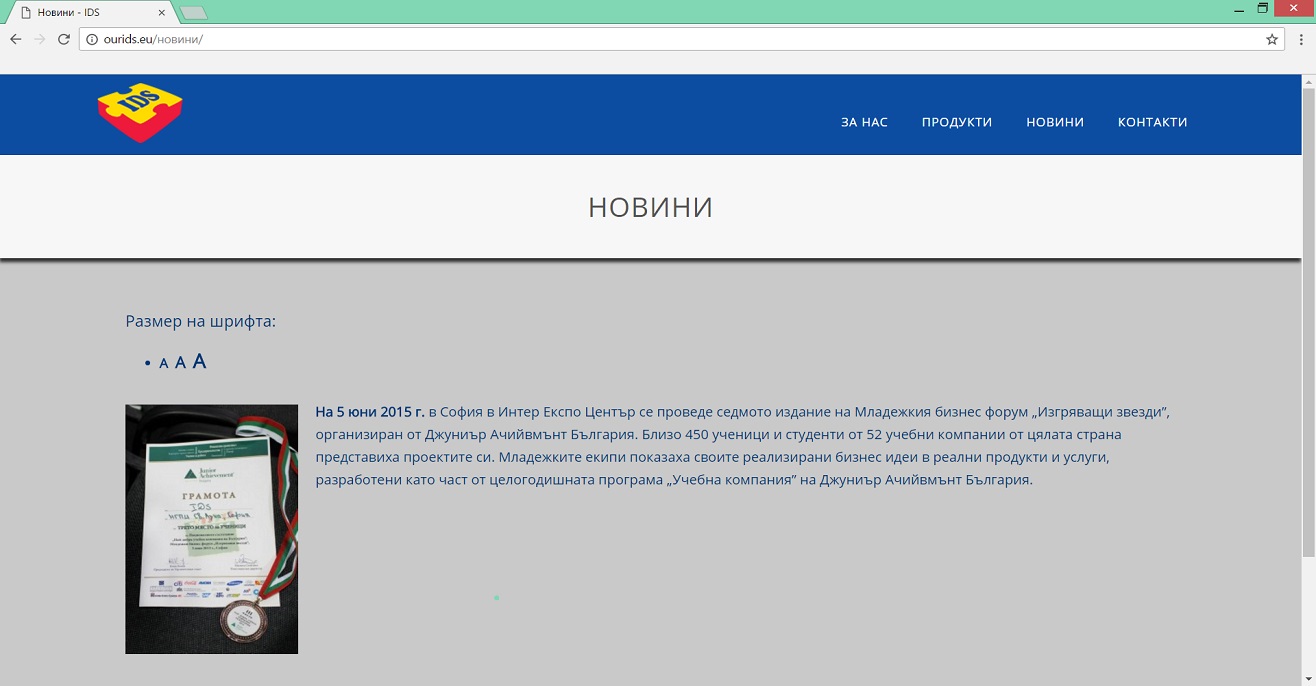 Новини - IDS
ourids.eu/новини/
IDS
ЗА НАС ПРОДУКТИ НОВИНИ КОНТАКТИ
НОВИНИ
Размер на шрифта:
• A A A
На 5 юни 2015 г. в София в Интер Експо Център се проведе седмото издание на Младежкия бизнес форум „Изгряващи звезди”,
организиран от Джуниър Ачийвмънт България. Близо 450 ученици и студенти от 52 учебни компании от цялата страна
представиха проектите си. Младежките екипи показаха своите реализирани бизнес идеи в реални продукти и услуги,
разработени като част от целогодишната програма „Учебна компания” на Джуниър Ачийвмънт България.
Junior
Achievement
ГРАМОТА
IDS